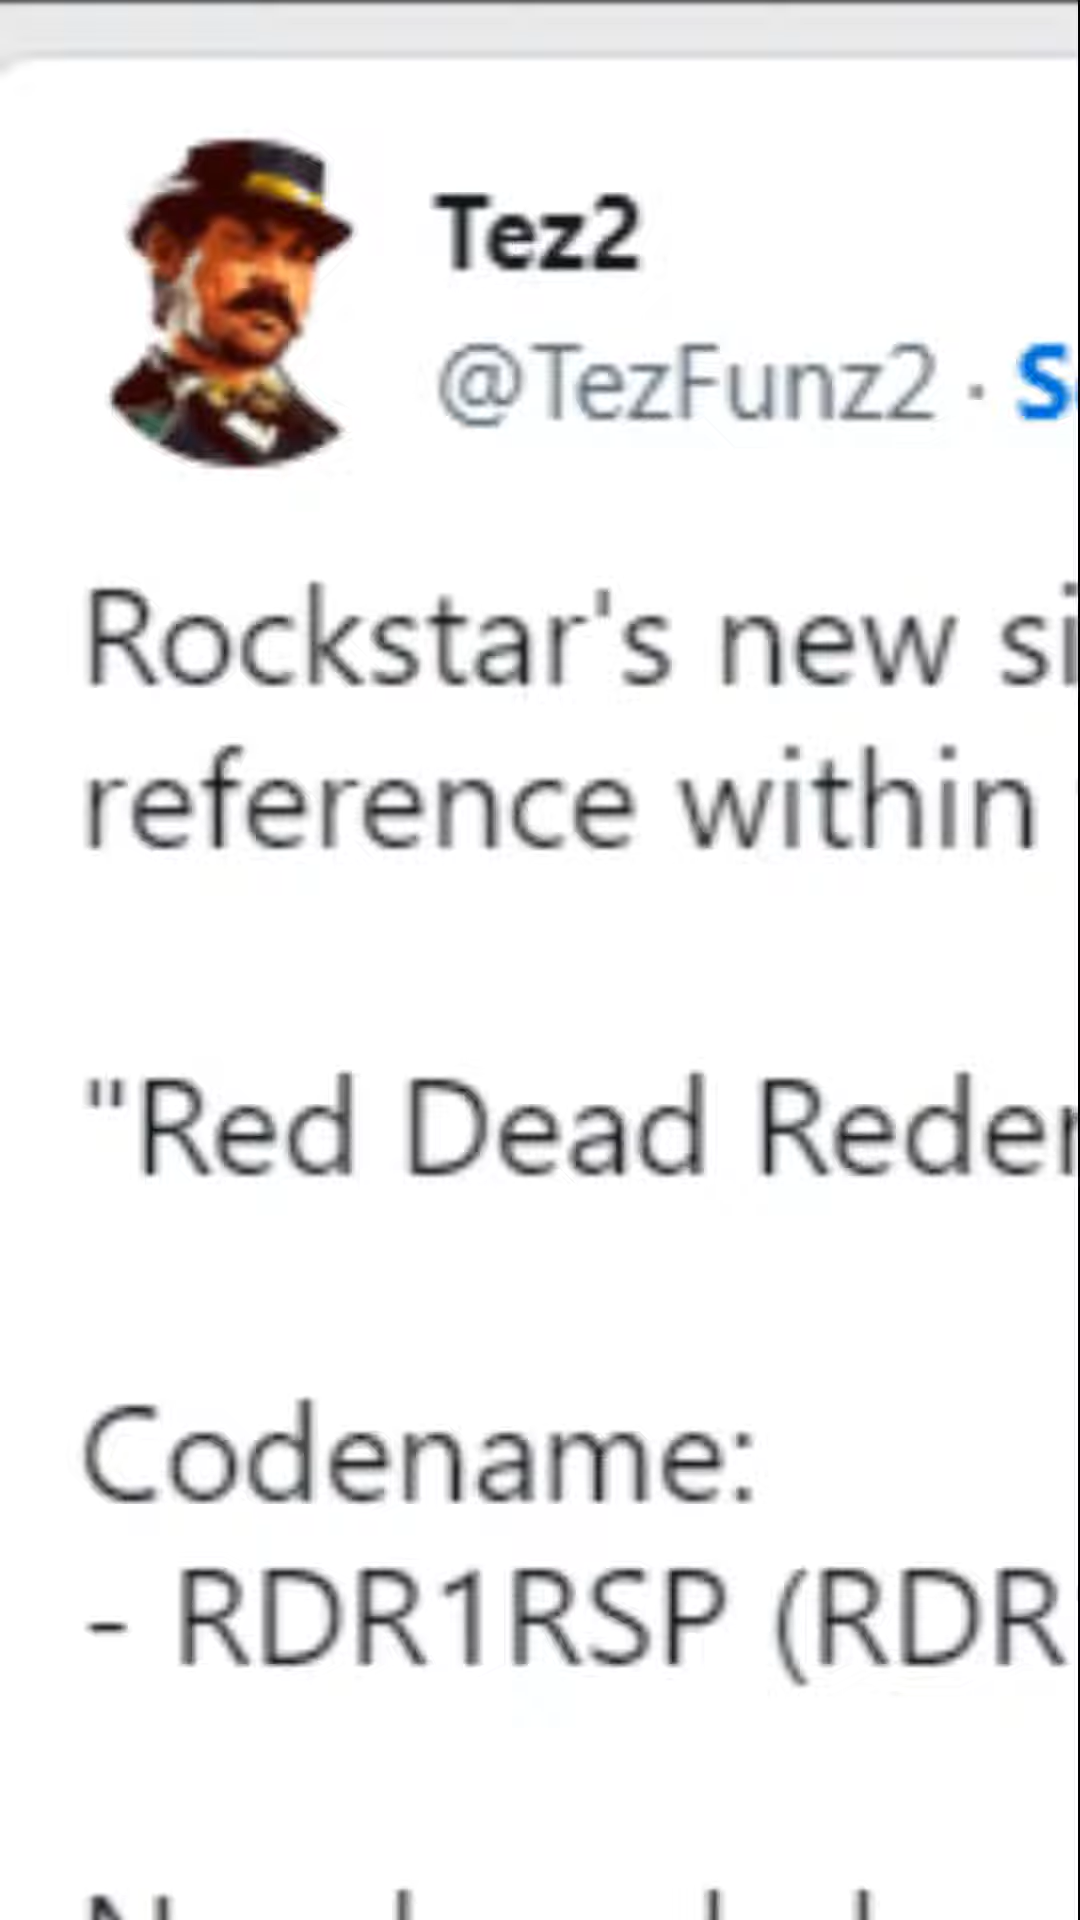 Tez2
@TezFunz2 ·
Rockstar's new
reference within
"Red Dead
Codename:
- RDR1RSP (RDR